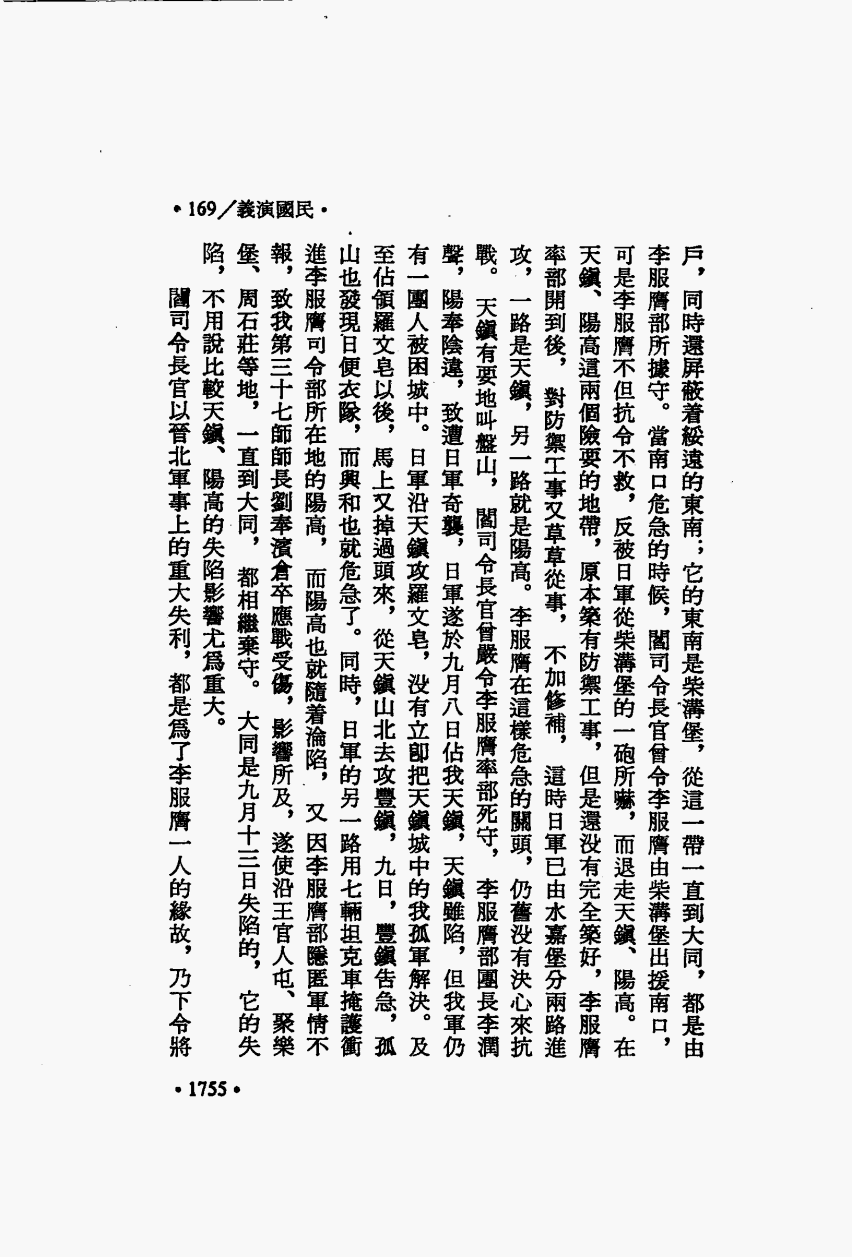 •169／義演國民•
戶，同時還屏蔽着綏遠的東南；它的東南是柴溝堡，從這一帶一直到大同，都是由
李服膺部所據守。當南口危急的時候，閻司令長官曾令李服膺由柴溝堡出援南口，
可是李服膺不但抗令不救，反被日軍從柴溝堡的一砲所嚇，而退走天鎭、陽高。在
天鎭、陽高這兩個險要的地帶，原本築有防禦工事，但是還没有完全築好，李服膺
率部開到後，對防禦工事又草草從事，不加修補，這時日軍已由水嘉堡分兩路進
攻，一路是天鎭，另一路就是陽高。李服膺在這樣危急的關頭，仍舊没有決心來抗
戰。天鎭有要地叫盤山，閻司令長官曾嚴令李服膺率部死守，李服膺部團長李潤
聲，陽奉陰違，致遭日軍奇襲，日軍遂於九月八日佔我天鎭，天鎭雖陷，但我軍仍
有一團人被困城中。日軍沿天鎭攻羅文皂，没有立卽把天鎭城中的我孤軍解決。及
至佔領羅文皂以後，馬上又掉過頭來，從天鎭山北去攻豐鎭，九日，豐鎭告急，孤
山也發現日便衣隊，而興和也就危急了。同時，日軍的另一路用七輛坦克車掩護衝
進李服膺司令部所在地的陽高，而陽高也就隨着淪陷，又因李服膺部隱匿軍情不
報，致我第三十七師師長劉奉濱倉卒應戰受傷，影響所及，遂使沿王官人屯、聚樂
堡、周石莊等地，一直到大同，都相繼棄守。大同是九月十三日失陷的，它的失
陷，不用說比較天鎭、陽高的失陷影響尤爲重大。
閻司令長官以晉北軍事上的重大失利，都是爲了李服膺一人的緣故，乃下令將
•1755•